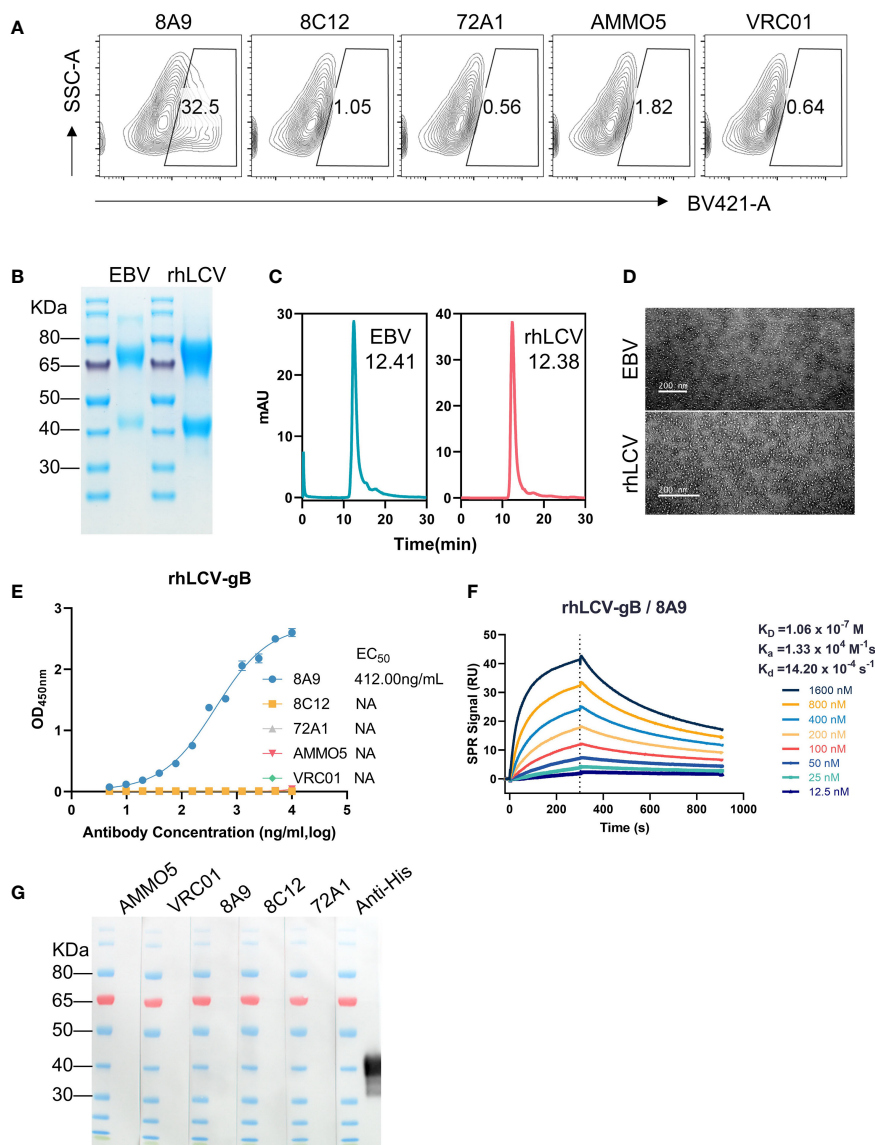 A
8A9 8C12 72A1 AMMO5 VRC01
SSC-A
32.5 1.05 0.56 1.82 0.64
BV421-A
B
EBV rhLCV
KDa
80
65
50
40
30
C
mAU
30
20
10
0
EBV
12.41
0 10 20 30
40
30
20
10
0
rhLCV
12.38
0 10 20 30
Time(min)
D
EBV
200 nm
rhLCV
200 nm
E
rhLCV-gB
OD450nm
3
2
1
0
0 1 2 3 4 5
Antibody Concentration (ng/ml,log)
EC50
8A9 412.00ng/mL
8C12 NA
72A1 NA
AMMO5 NA
VRC01 NA
F
rhLCV-gB / 8A9
SPR Signal (RU)
50
40
30
20
10
0
0 200 400 600 800 1000
Time (s)
KD =1.06 x 10-7 M
Ka =1.33 x 104 M-1s
Kd =14.20 x 10-4 s-1
1600 nM
800 nM
400 nM
200 nM
100 nM
50 nM
25 nM
12.5 nM
G
AMMO5 VRC01 8A9 8C12 72A1 Anti-His
KDa
80
65
50
40
30